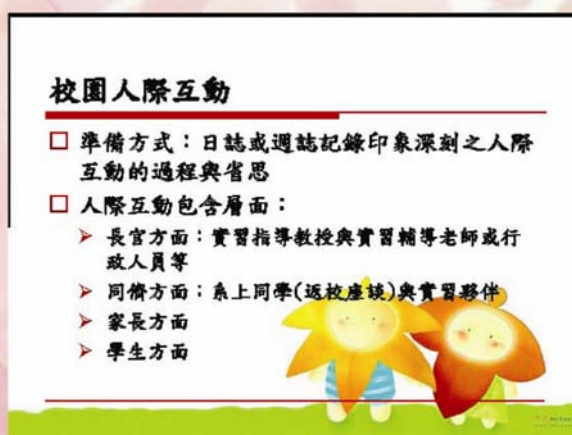 校園人際互動
準備方式：日誌或週誌記錄印象深刻之人際
互動的過程與省思
人際互動包含層面：
長官方面：實習指導教授與實習輔導老師或行
政人員等
同儕方面：系上同學(返校座談)與實習夥伴
家長方面
學生方面